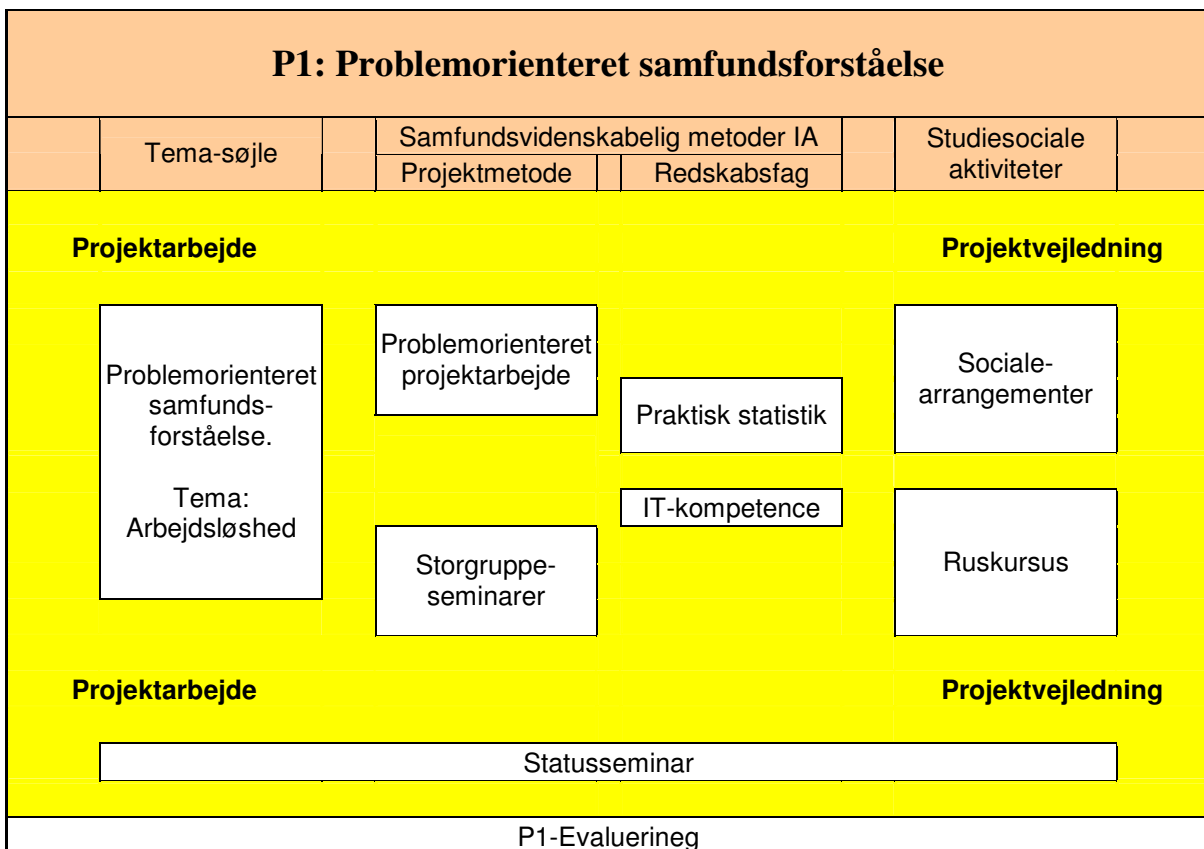 P1: Problemorienteret samfundsforståelse
Tema-søjle
Samfundsvidenskabelig metoder IA
Projektmetode
Redskabsfag
Studiesociale
aktiviteter
Projektarbejde
Projektvejledning
Problemorienteret
samfunds-
forståelse.
Tema:
Arbejdsløshed
Problemorienteret
projektarbejde
Storgruppe-
seminarer
Praktisk statistik
IT-kompetence
Sociale-
arrangementer
Ruskursus
Projektarbejde
Projektvejledning
Statusseminar
P1-Evaluerineg